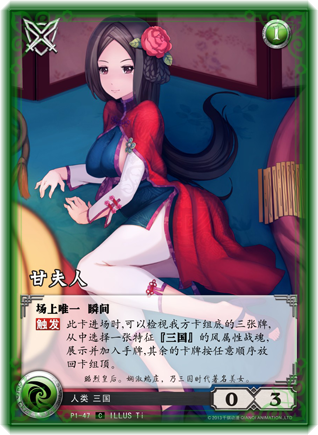 1
甘夫人
场上唯一 瞬间
触发 此卡进场时,可以检视我方卡组底的三张牌,
从中选择一张特征『三国』的风属性战魂,
展示并加入手牌,其余的卡牌按任意顺序放
回卡组顶。
昭烈皇后。娴淑地庄，乃三国时代著名美女。
人类 三国
P1-47 C ILLUS Ti
0 3